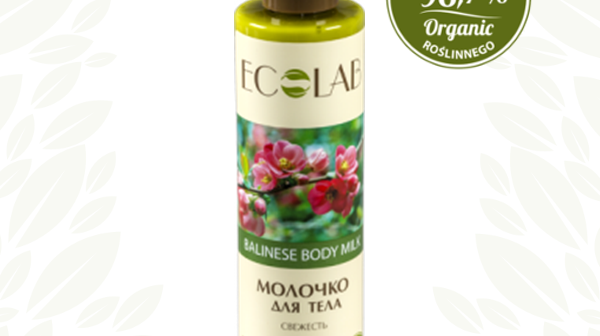 Organic
ROŚLINNEGO
ECOLAB
BALINESE BODY MILK
МОЛОЧКО
ДЛЯ ТЕЛА
СВЕЖЕСТЬ